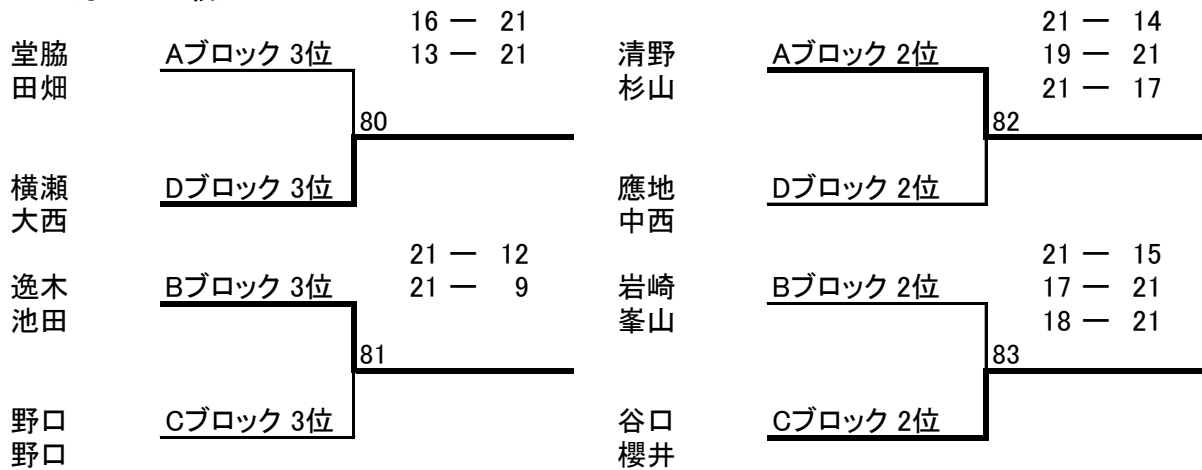 16 － 21
堂脇 Aブロック 3位 13 － 21
田畑
80
横瀬 Dブロック 3位
大西
21 － 12
逸木 Bブロック 3位 21 － 9
池田
81
野口 Cブロック 3位
野口
21 － 14
清野 Aブロック 2位 19 － 21
杉山 21 － 17
82
應地 Dブロック 2位
中西
21 － 15
岩崎 Bブロック 2位 17 － 21
峯山 18 － 21
83
谷口 Cブロック 2位
櫻井